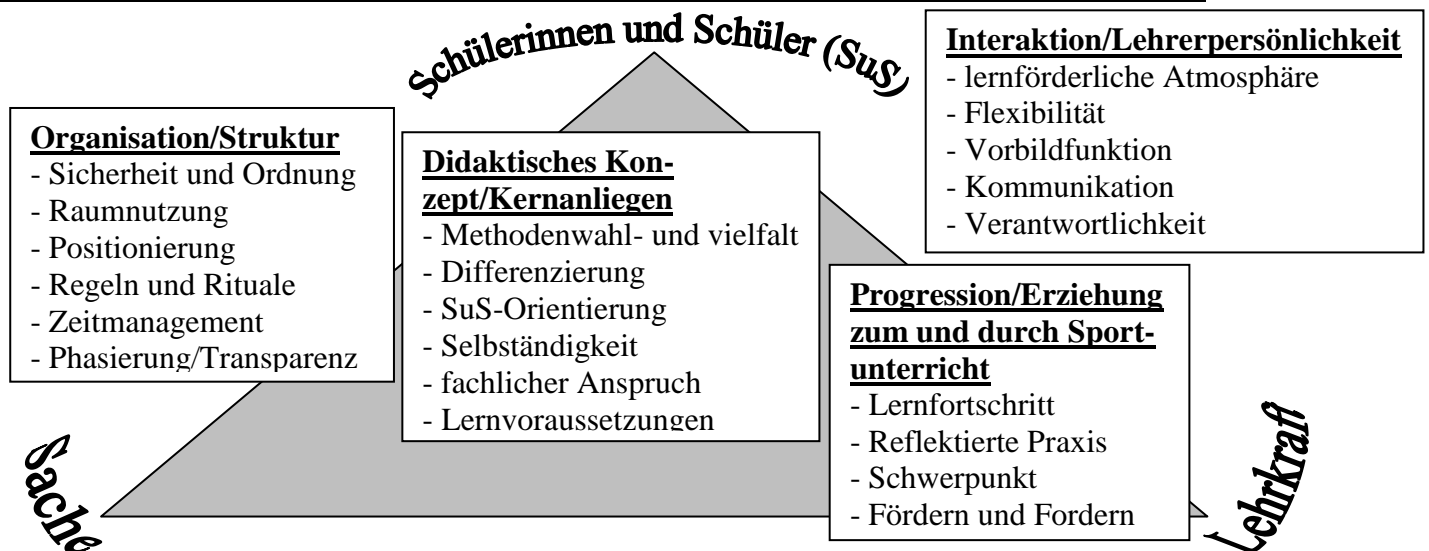 Schülerinnen und Schüler (SuS)
Organisation/Struktur
- Sicherheit und Ordnung
- Raumnutzung
- Positionierung
- Regeln und Rituale
- Zeitmanagement
- Phasierung/Transparenz
Didaktisches Kon-
zept/Kernanliegen
- Methodenwahl- und vielfalt
- Differenzierung
- SuS-Orientierung
- Selbständigkeit
- fachlicher Anspruch
- Lernvoraussetzungen
Interaktion/Lehrerpersönlichkeit
- lernförderliche Atmosphäre
- Flexibilität
- Vorbildfunktion
- Kommunikation
- Verantwortlichkeit
Progression/Erziehung
zum und durch Sport-
unterricht
- Lernfortschritt
- Reflektierte Praxis
- Schwerpunkt
- Fördern und Fordern
Sache
Lehrkraft